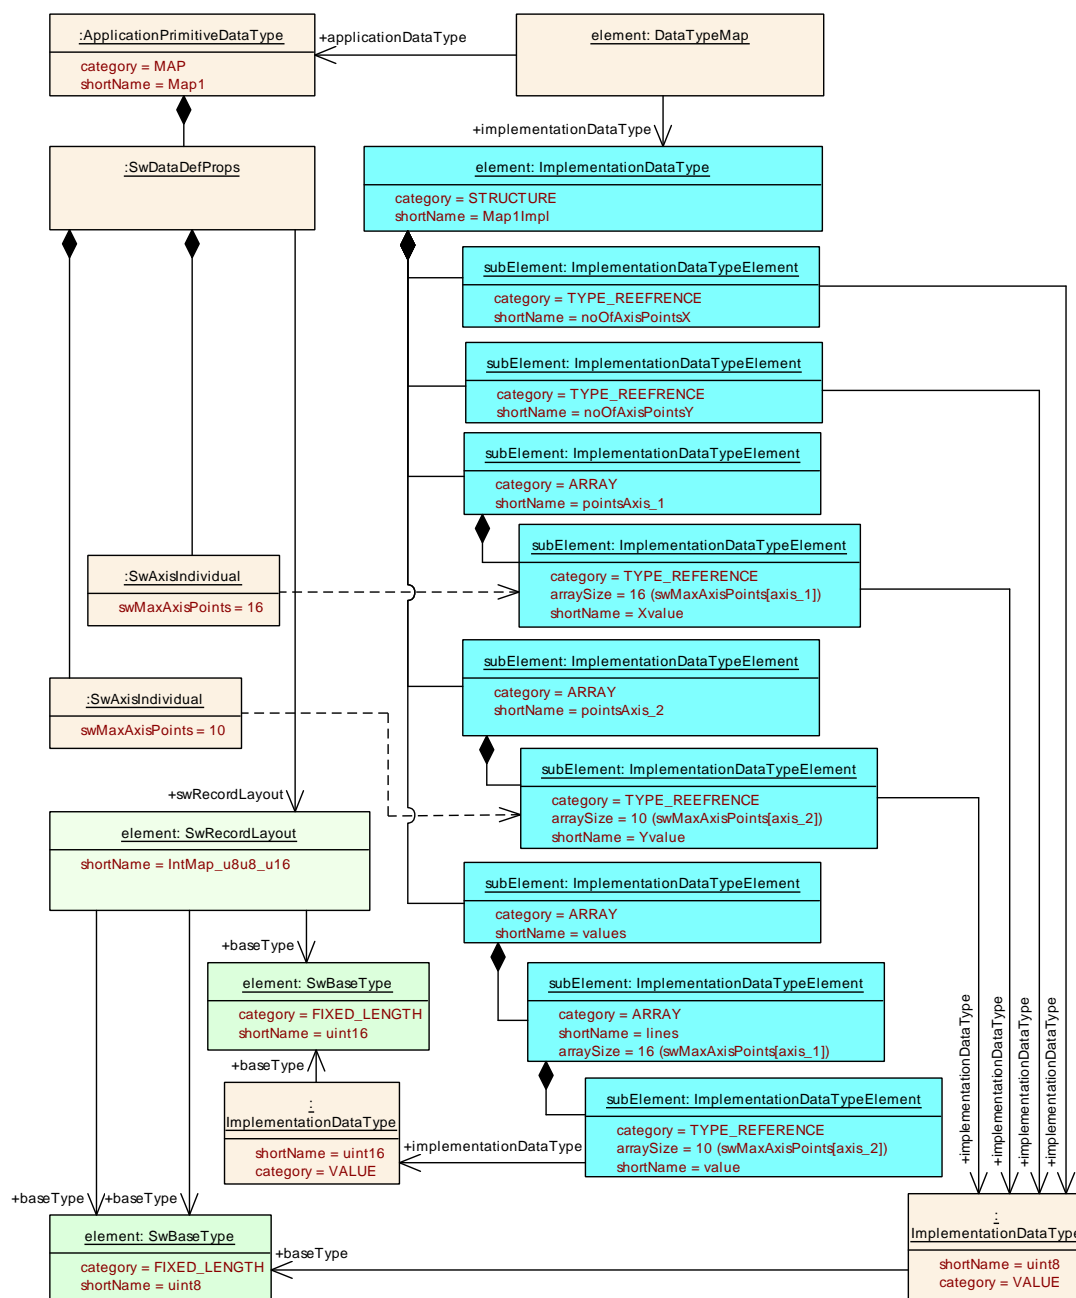 :ApplicationPrimitiveDataType
category = MAP
shortName = Map1
+applicationDataType
element: DataTypeMap
+implementationDataType
:SwDataDefProps
element: ImplementationDataType
category = STRUCTURE
shortName = Map1Impl
subElement: ImplementationDataTypeElement
category = TYPE_REEFRENCE
shortName = noOfAxisPointsX
subElement: ImplementationDataTypeElement
category = TYPE_REEFRENCE
shortName = noOfAxisPointsY
subElement: ImplementationDataTypeElement
category = ARRAY
shortName = pointsAxis_1
:SwAxisIndividual
swMaxAxisPoints = 16
subElement: ImplementationDataTypeElement
category = TYPE_REFERENCE
arraySize = 16 (swMaxAxisPoints[axis_1])
shortName = Xvalue
subElement: ImplementationDataTypeElement
category = ARRAY
shortName = pointsAxis_2
:SwAxisIndividual
swMaxAxisPoints = 10
subElement: ImplementationDataTypeElement
category = TYPE_REEFRENCE
arraySize = 10 (swMaxAxisPoints[axis_2])
shortName = Yvalue
+swRecordLayout
element: SwRecordLayout
shortName = IntMap_u8u8_u16
subElement: ImplementationDataTypeElement
category = ARRAY
shortName = values
+baseType
element: SwBaseType
category = FIXED_LENGTH
shortName = uint16
subElement: ImplementationDataTypeElement
category = ARRAY
shortName = lines
arraySize = 16 (swMaxAxisPoints[axis_1])
+baseType
:
ImplementationDataType
shortName = uint16
category = VALUE
+implementationDataType
subElement: ImplementationDataTypeElement
category = TYPE_REFERENCE
arraySize = 10 (swMaxAxisPoints[axis_2])
shortName = value
+implementationDataType
+implementationDataType
+implementationDataType
+implementationDataType
+baseType
+baseType
element: SwBaseType
category = FIXED_LENGTH
shortName = uint8
+baseType
:
ImplementationDataType
shortName = uint8
category = VALUE